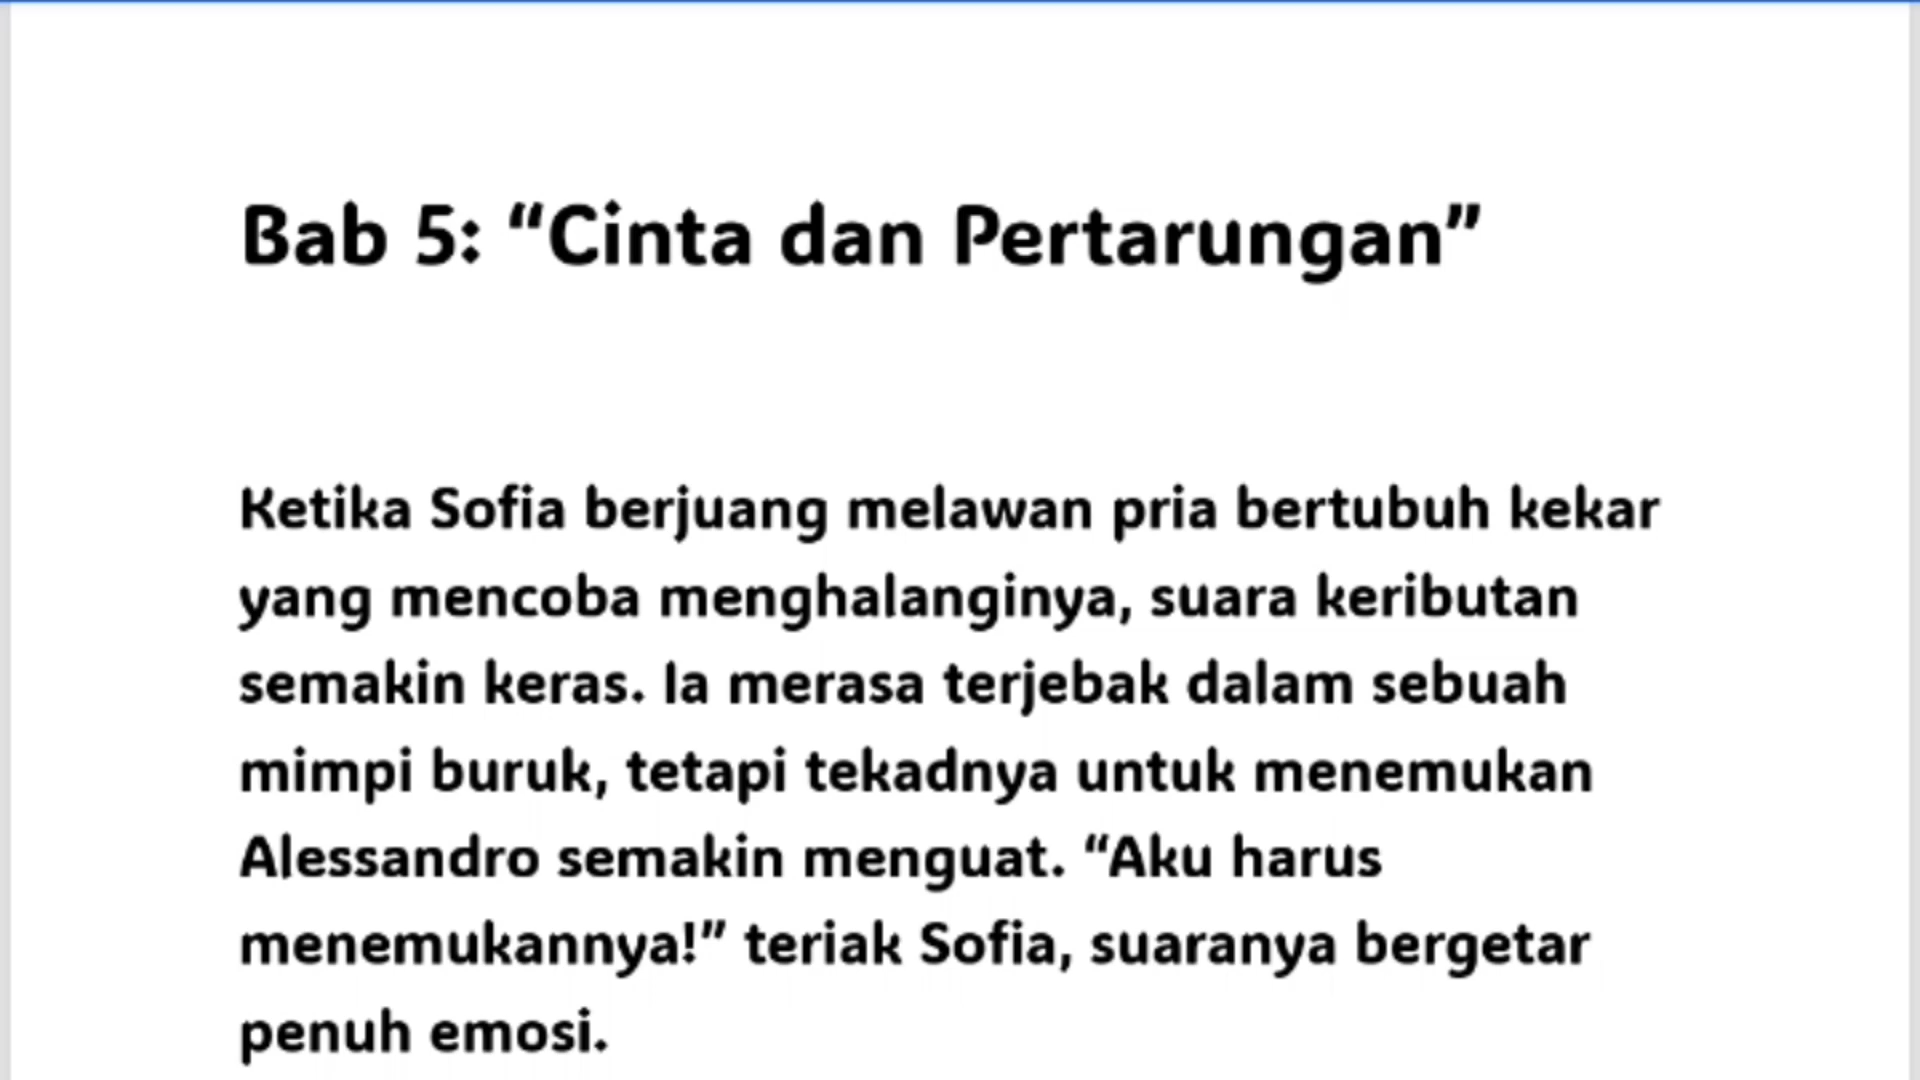 Bab 5: “Cinta dan Pertarungan”
Ketika Sofia berjuang melawan pria bertubuh kekar
yang mencoba menghalanginya, suara keributan
semakin keras. Ia merasa terjebak dalam sebuah
mimpi buruk, tetapi tekadnya untuk menemukan
Alessandro semakin menguat. “Aku harus
menemukannya!” teriak Sofia, suaranya bergetar
penuh emosi.